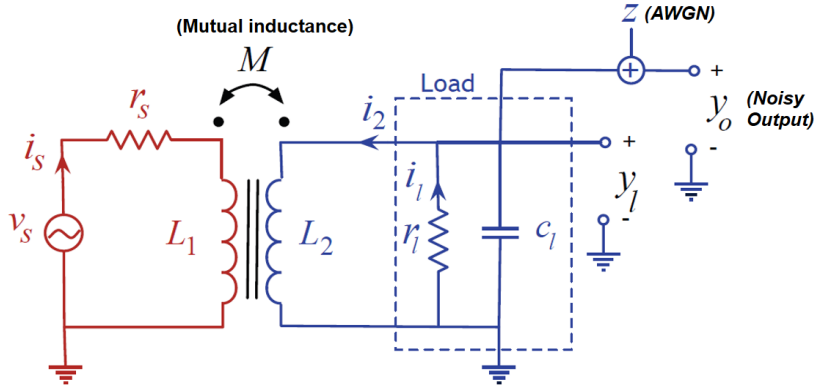 (Mutual inductance)
M
z (AWGN)
Load
+
+
y_o (Noisy Output)
-
r_s
i_s
i_2
+
y_l
-
i_l
r_l
c_l
v_s
L_1
L_2